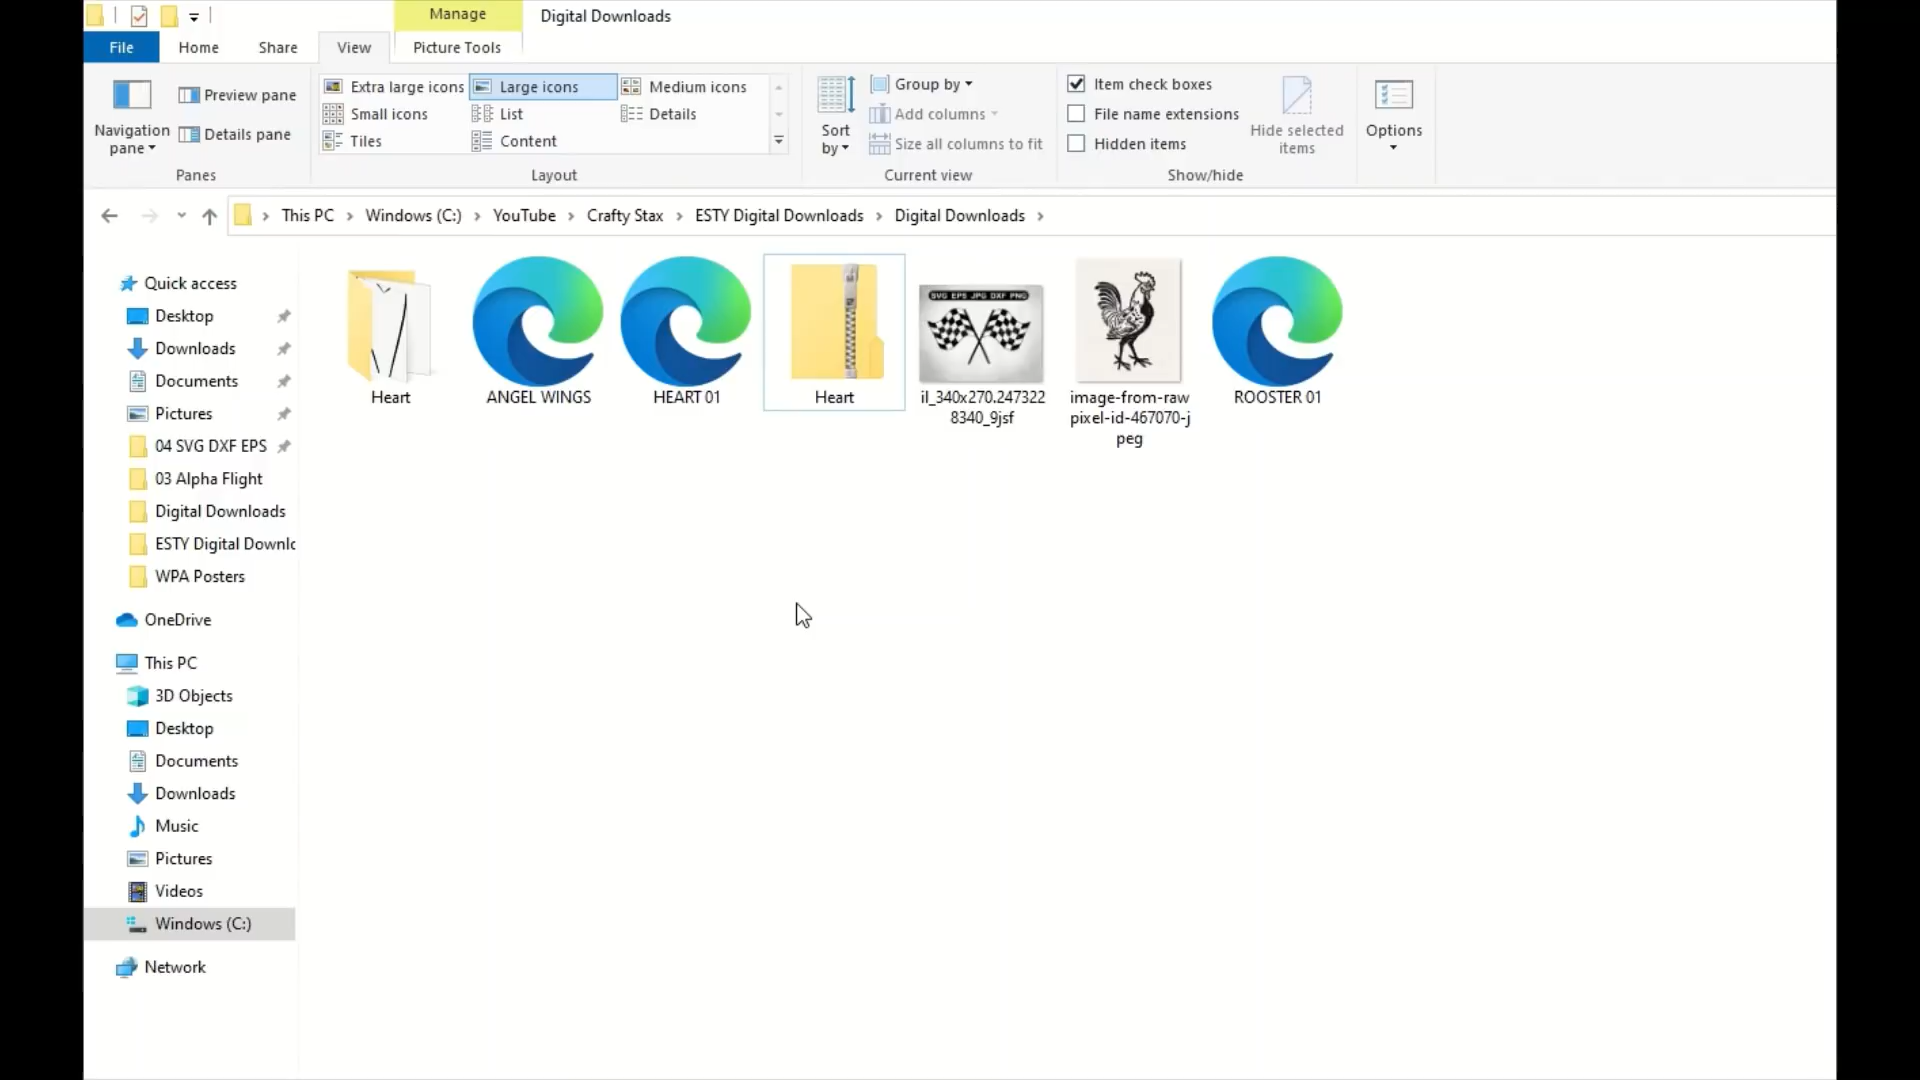 Manage
Digital Downloads
File
Home
Share
View
Picture Tools
Navigation
pane
Preview pane
Details pane
Panes
Extra large icons
Large icons
Medium icons
Small icons
List
Details
Tiles
Content
Layout
Sort
by
Group by
Add columns
Size all columns to fit
Current view
Item check boxes
File name extensions
Hidden items
Hide selected
items
Show/hide
Options
This PC > Windows (C:) > YouTube > Crafty Stax > ESTY Digital Downloads > Digital Downloads >
Quick access
Desktop
Downloads
Documents
Pictures
04 SVG DXF EPS
03 Alpha Flight
Digital Downloads
ESTY Digital Downlo
WPA Posters
OneDrive
This PC
3D Objects
Desktop
Documents
Downloads
Music
Pictures
Videos
Windows (C:)
Network
Heart
ANGEL WINGS
HEART 01
Heart
SVG EPS JPG DXF PNG
il_340x270.247322
8340_9jsf
image-from-raw
pixel-id-467070-j
peg
ROOSTER 01